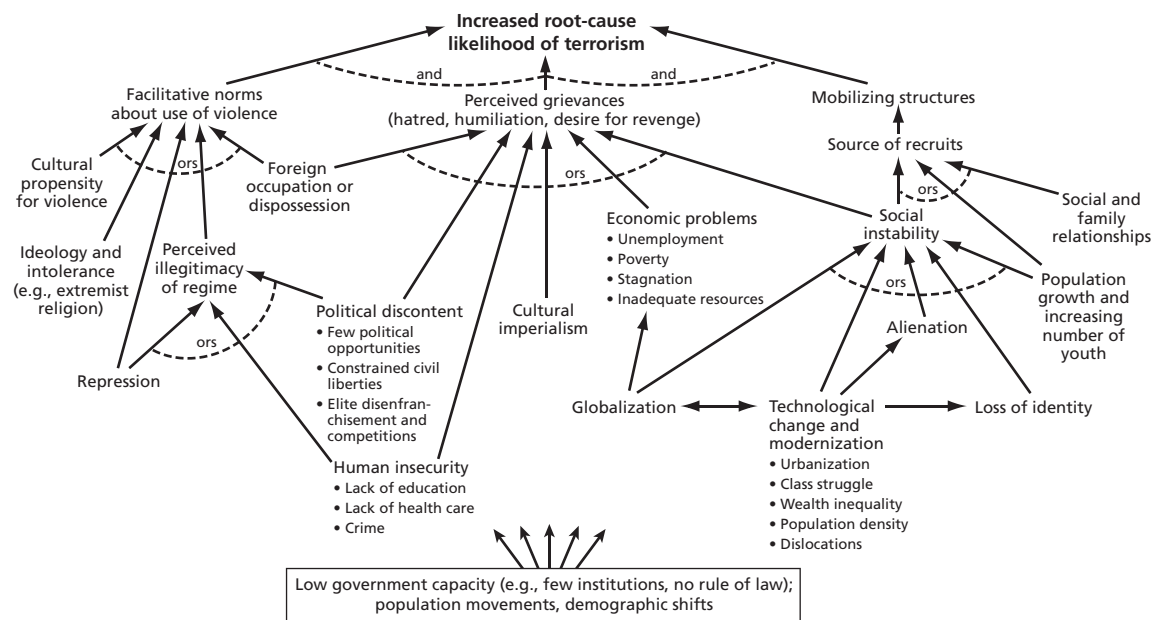 Increased root-cause
likelihood of terrorism
and
and
Facilitative norms
about use of violence
Perceived grievances
(hatred, humiliation, desire for revenge)
Mobilizing structures
Source of recruits
ors
ors
ors
Cultural
propensity
for violence
Foreign
occupation or
dispossession
Social and
family
relationships
Economic problems
• Unemployment
• Poverty
• Stagnation
• Inadequate resources
Social
instability
Ideology and
intolerance
(e.g., extremist
religion)
Perceived
illegitimacy
of regime
Population
growth and
increasing
number of
youth
ors
Political discontent
• Few political
opportunities
• Constrained civil
liberties
• Elite disenfran-
chisement and
competitions
Cultural
imperialism
Alienation
ors
Repression
Globalization
Technological
change and
modernization
• Urbanization
• Class struggle
• Wealth inequality
• Population density
• Dislocations
Loss of identity
Human insecurity
• Lack of education
• Lack of health care
• Crime
Low government capacity (e.g., few institutions, no rule of law);
population movements, demographic shifts